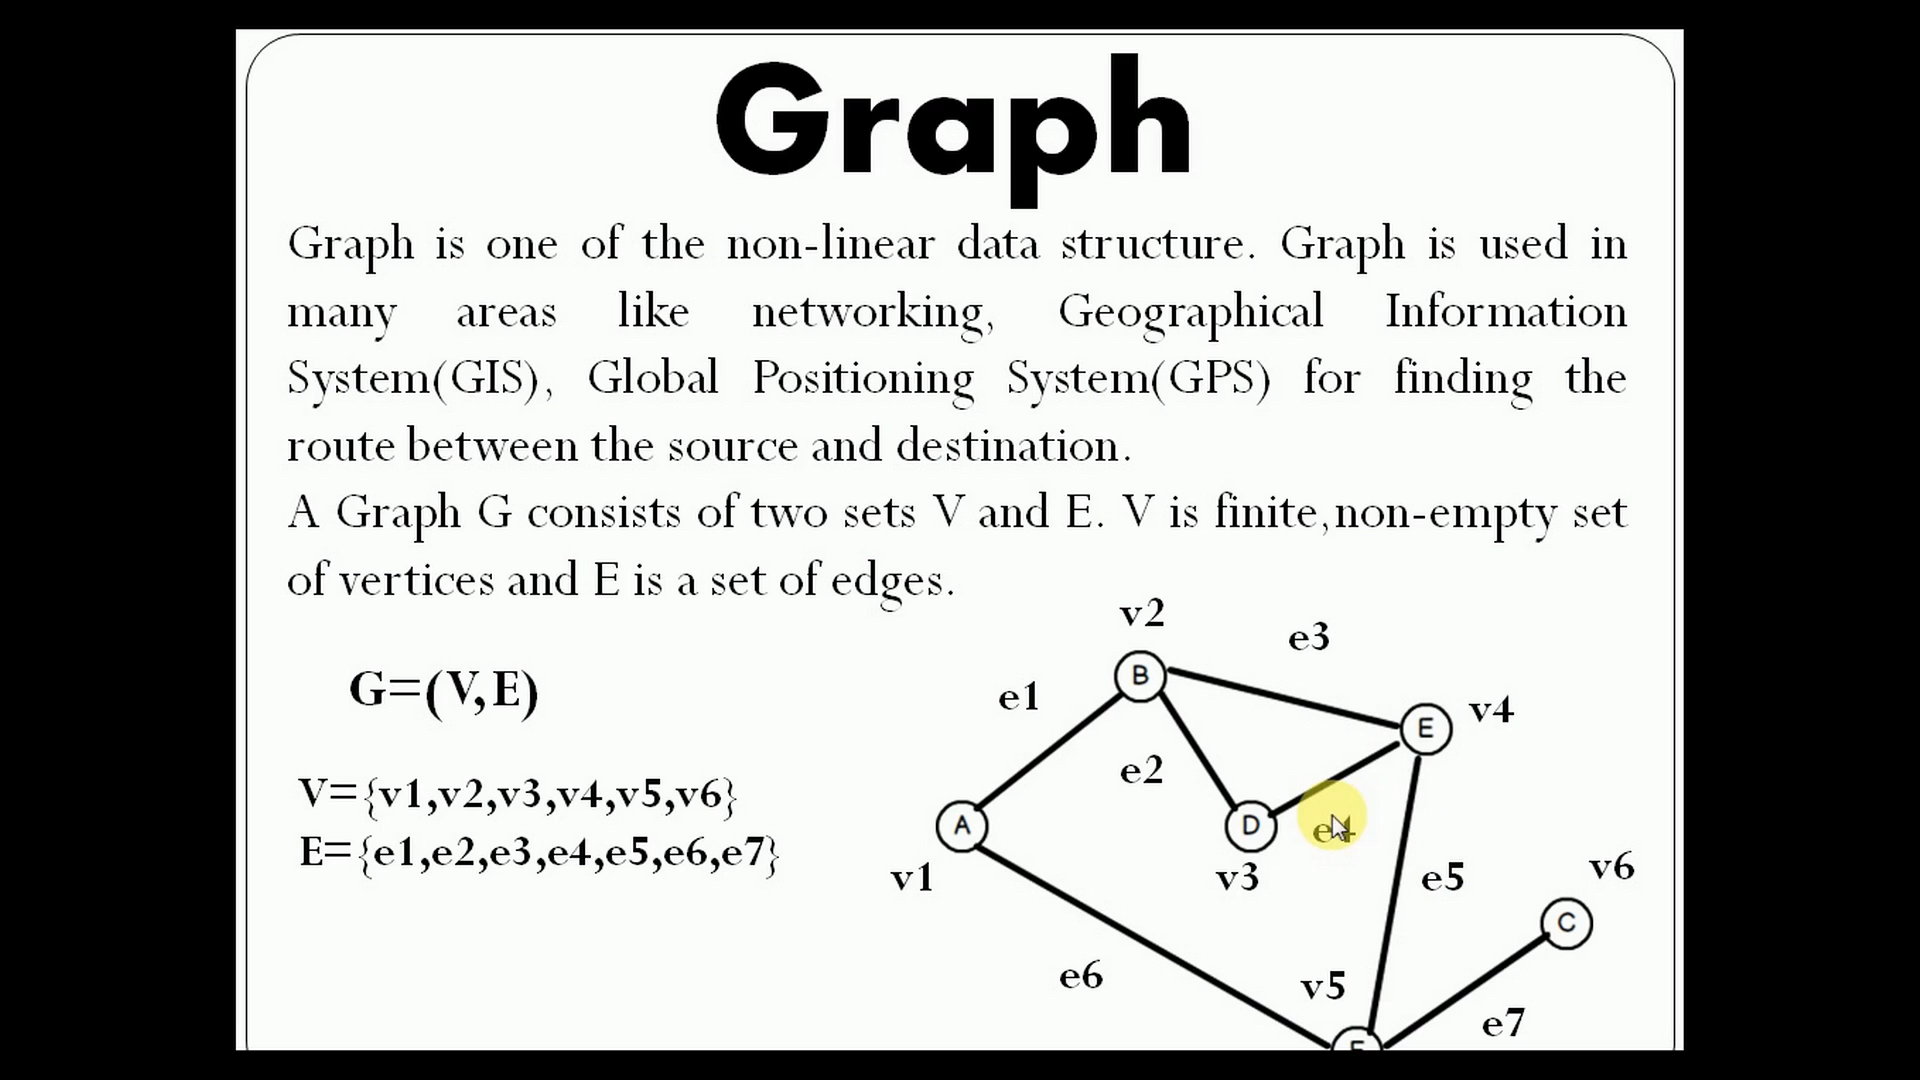 Graph
Graph is one of the non-linear data structure. Graph is used in
many areas like networking, Geographical Information
System(GIS), Global Positioning System(GPS) for finding the
route between the source and destination.
A Graph G consists of two sets V and E. V is finite,non-empty set
of vertices and E is a set of edges.
G=(V,E)
V={v1,v2,v3,v4,v5,v6}
E={e1,e2,e3,e4,e5,e6,e7}
v2
e3
B
e1
v4
E
e2
A
D
e4
v1
v3
e5
v6
C
e6
v5
e7